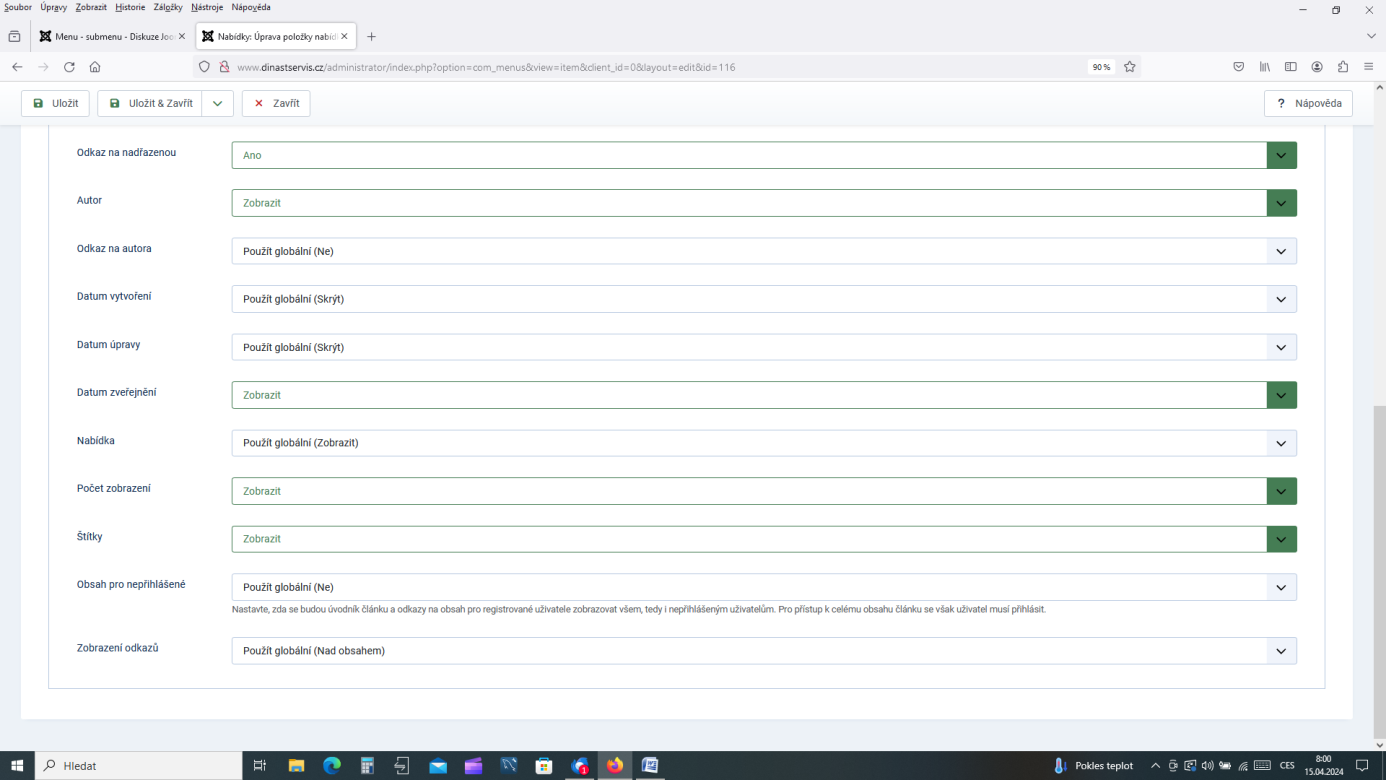 Soubor Úpravy Zobrazit Historie Záložky Nástroje Nápověda
Menu - submenu - Diskuze Joo
Nabídky: Úprava položky nabíd
www.dinastservis.cz/administrator/index.php?option=com_menus&view=item&client_id=0&layout=edit&id=116
90 %
Uložit
Uložit & Zavřít
Zavřít
? Nápověda
Odkaz na nadřazenou
Ano
Autor
Zobrazit
Odkaz na autora
Použít globální (Ne)
Datum vytvoření
Použít globální (Skrýt)
Datum úpravy
Použít globální (Skrýt)
Datum zveřejnění
Zobrazit
Nabídka
Použít globální (Zobrazit)
Počet zobrazení
Zobrazit
Štítky
Zobrazit
Obsah pro nepřihlášené
Použít globální (Ne)
Nastavte, zda se budou úvodník článku a odkazy na obsah pro registrované uživatele zobrazovat všem, tedy i nepřihlášeným uživatelům. Pro přístup k celému obsahu článku se však uživatel musí přihlásit.
Zobrazení odkazů
Použít globální (Nad obsahem)
Hledat
1
Pokles teplot
CES
8:00
15.04.2024